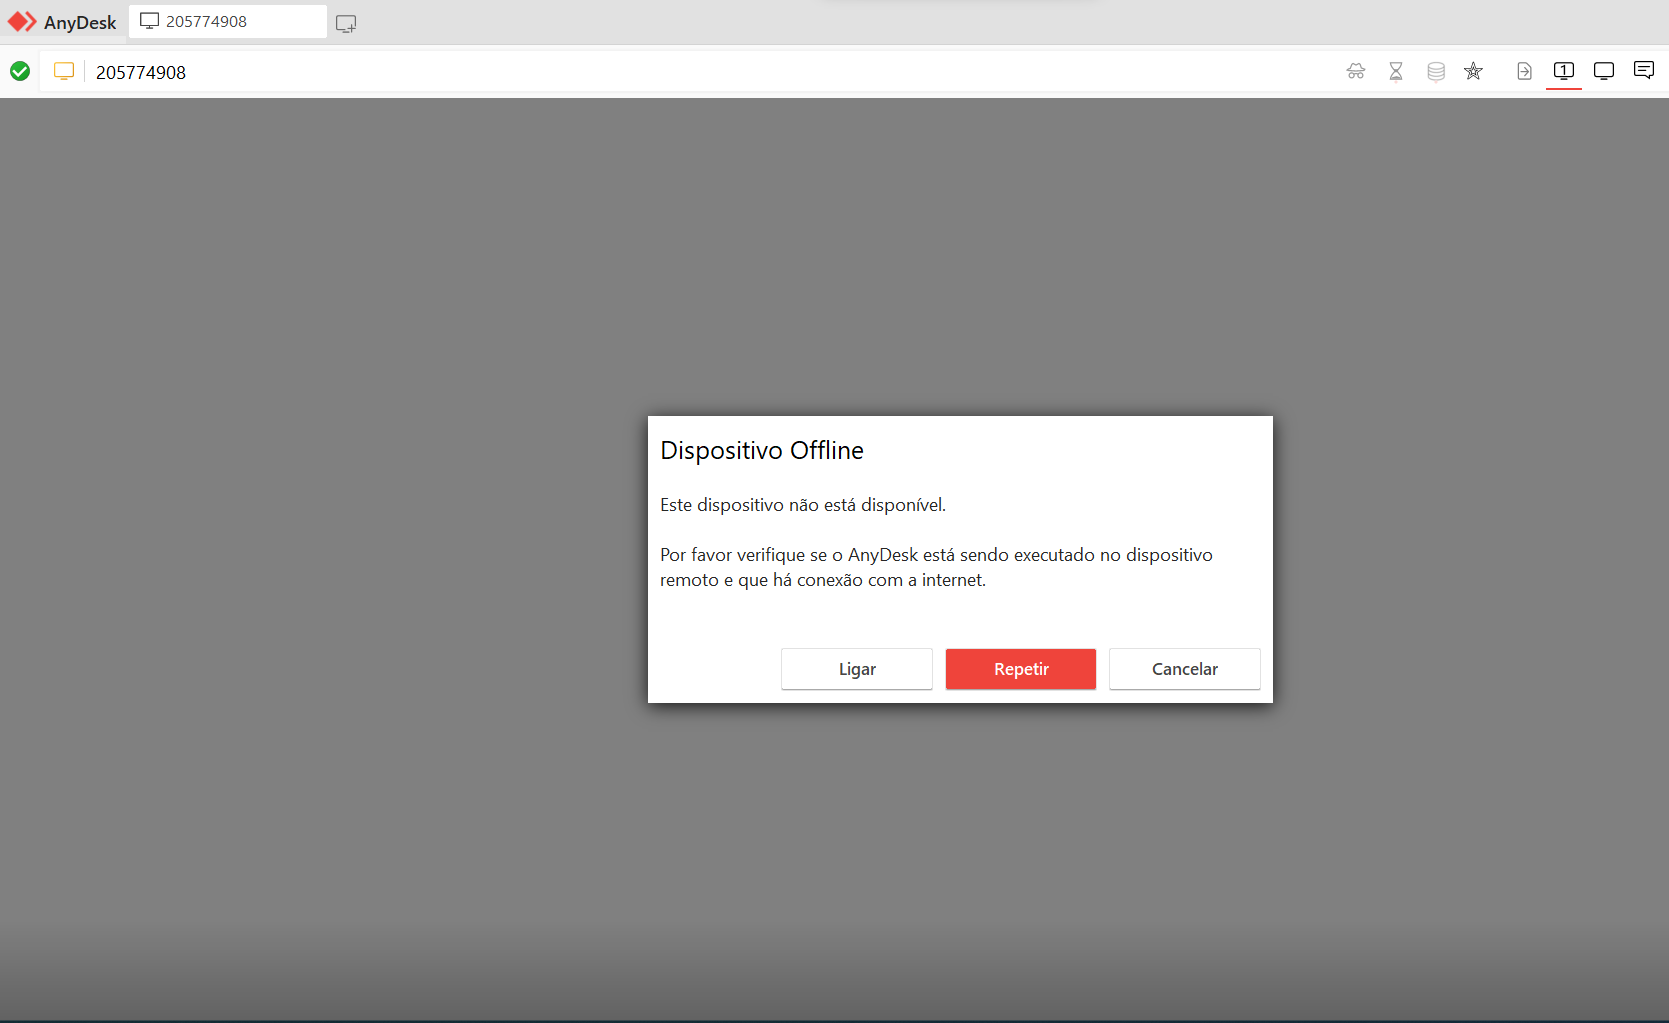 AnyDesk
205774908
205774908
1
Dispositivo Offline
Este dispositivo não está disponível.
Por favor verifique se o AnyDesk está sendo executado no dispositivo
remoto e que há conexão com a internet.
Ligar
Repetir
Cancelar